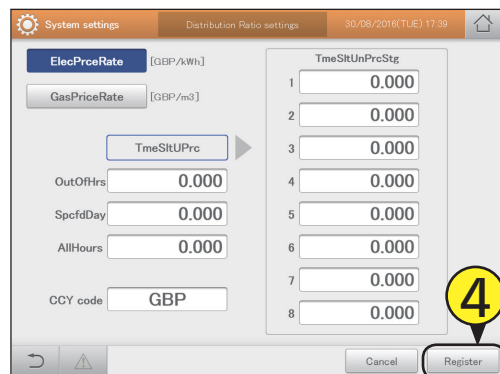 System settings
Distribution Ratio settings
30/08/2016(TUE) 17:39
ElecPrceRate [GBP/kWh]
GasPriceRate [GBP/m3]
TmeSltUPrc
OutOfHrs 0.000
SpcfdDay 0.000
AllHours 0.000
CCY code GBP
TmeSltUnPrcStg
1 0.000
2 0.000
3 0.000
4 0.000
5 0.000
6 0.000
7 0.000
8 0.000
4
Cancel
Register